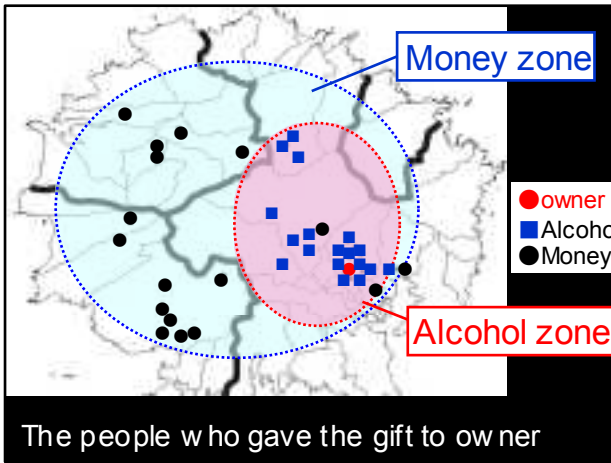 Money zone
owner
Alcoho
Money
Alcohol zone
The people who gave the gift to owner